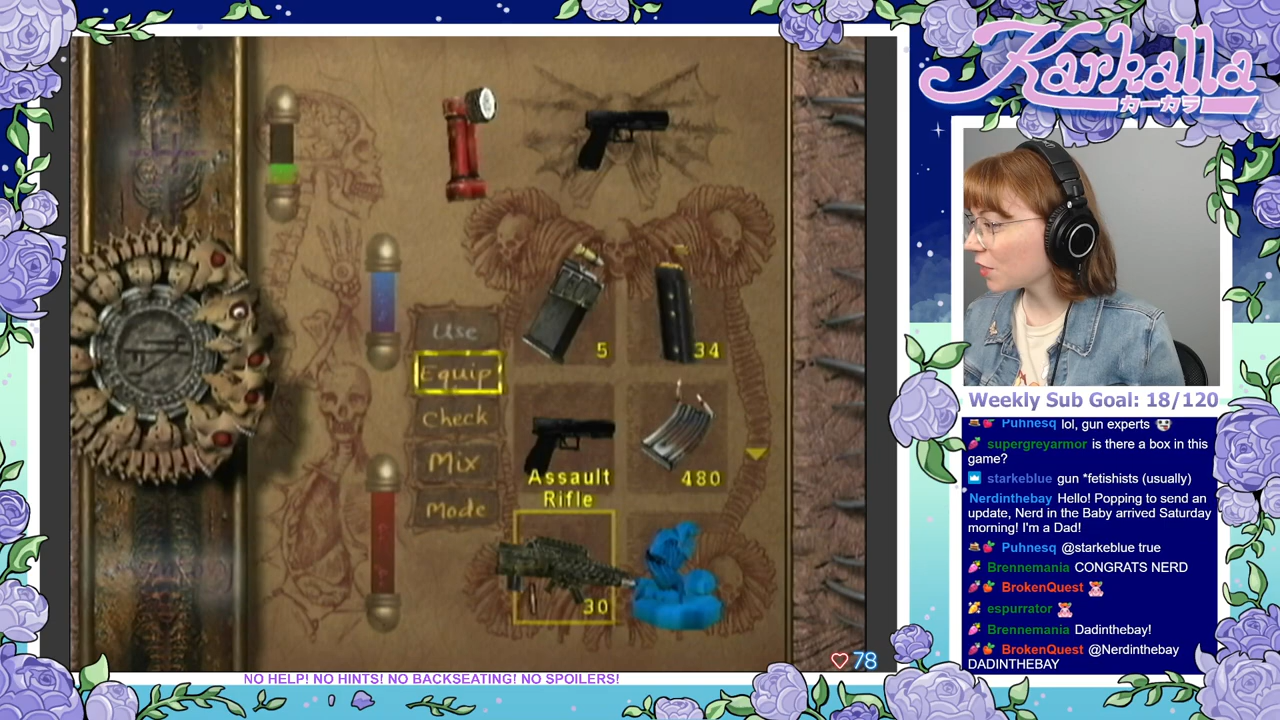 Karkalla
カーカラ
Use
Equip
Check
Mix
Mode
5
34
Assault
Rifle
480
30
78
NO HELP! NO HINTS! NO BACKSEATING! NO SPOILERS!
Weekly Sub Goal: 18/120
Puhnesq lol, gun experts
supergreyarmor is there a box in this
game?
starkeblue gun *fetishists (usually)
Nerdinthebay Hello! Popping to send an
update, Nerd in the Baby arrived Saturday
morning! I'm a Dad!
Puhnesq @starkeblue true
Brennemania CONGRATS NERD
BrokenQuest
espurrator
Brennemania Dadinthebay!
BrokenQuest @Nerdinthebay
DADINTHEBAY